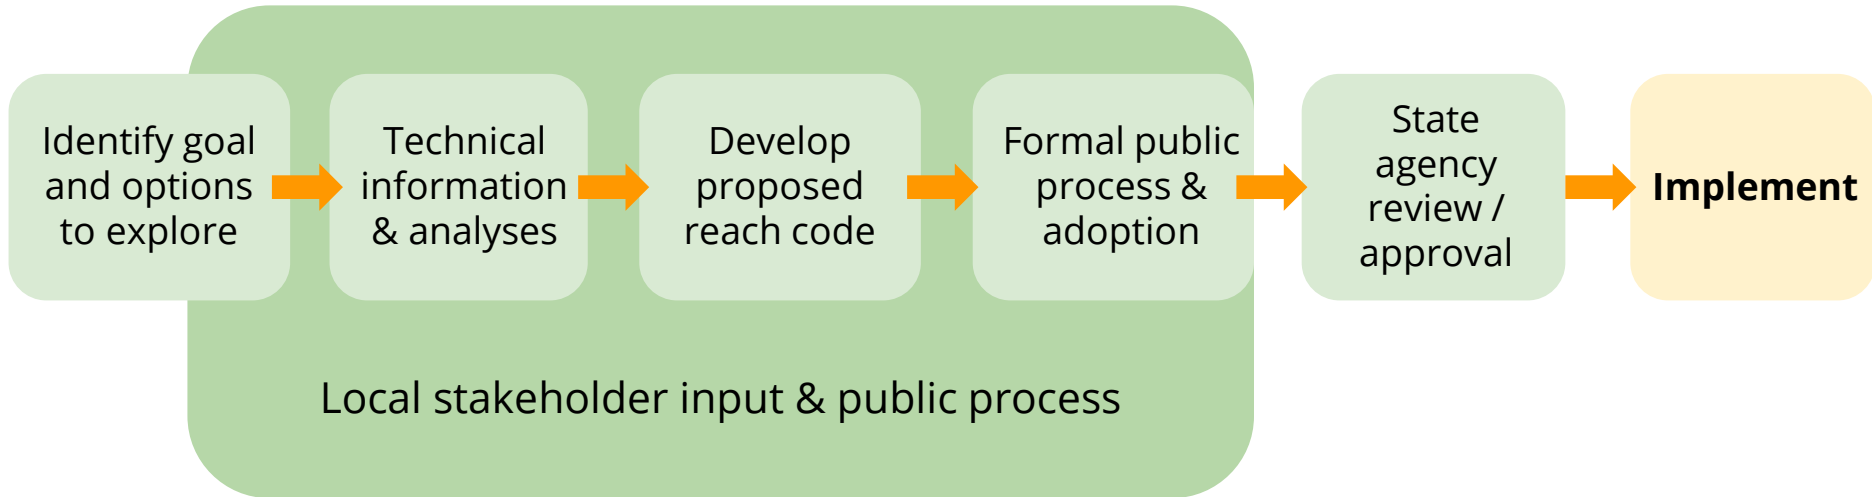 Identify goal
and options
to explore
Technical
information
& analyses
Develop
proposed
reach code
Formal public
process &
adoption
State
agency
review /
approval
Implement
Local stakeholder input & public process